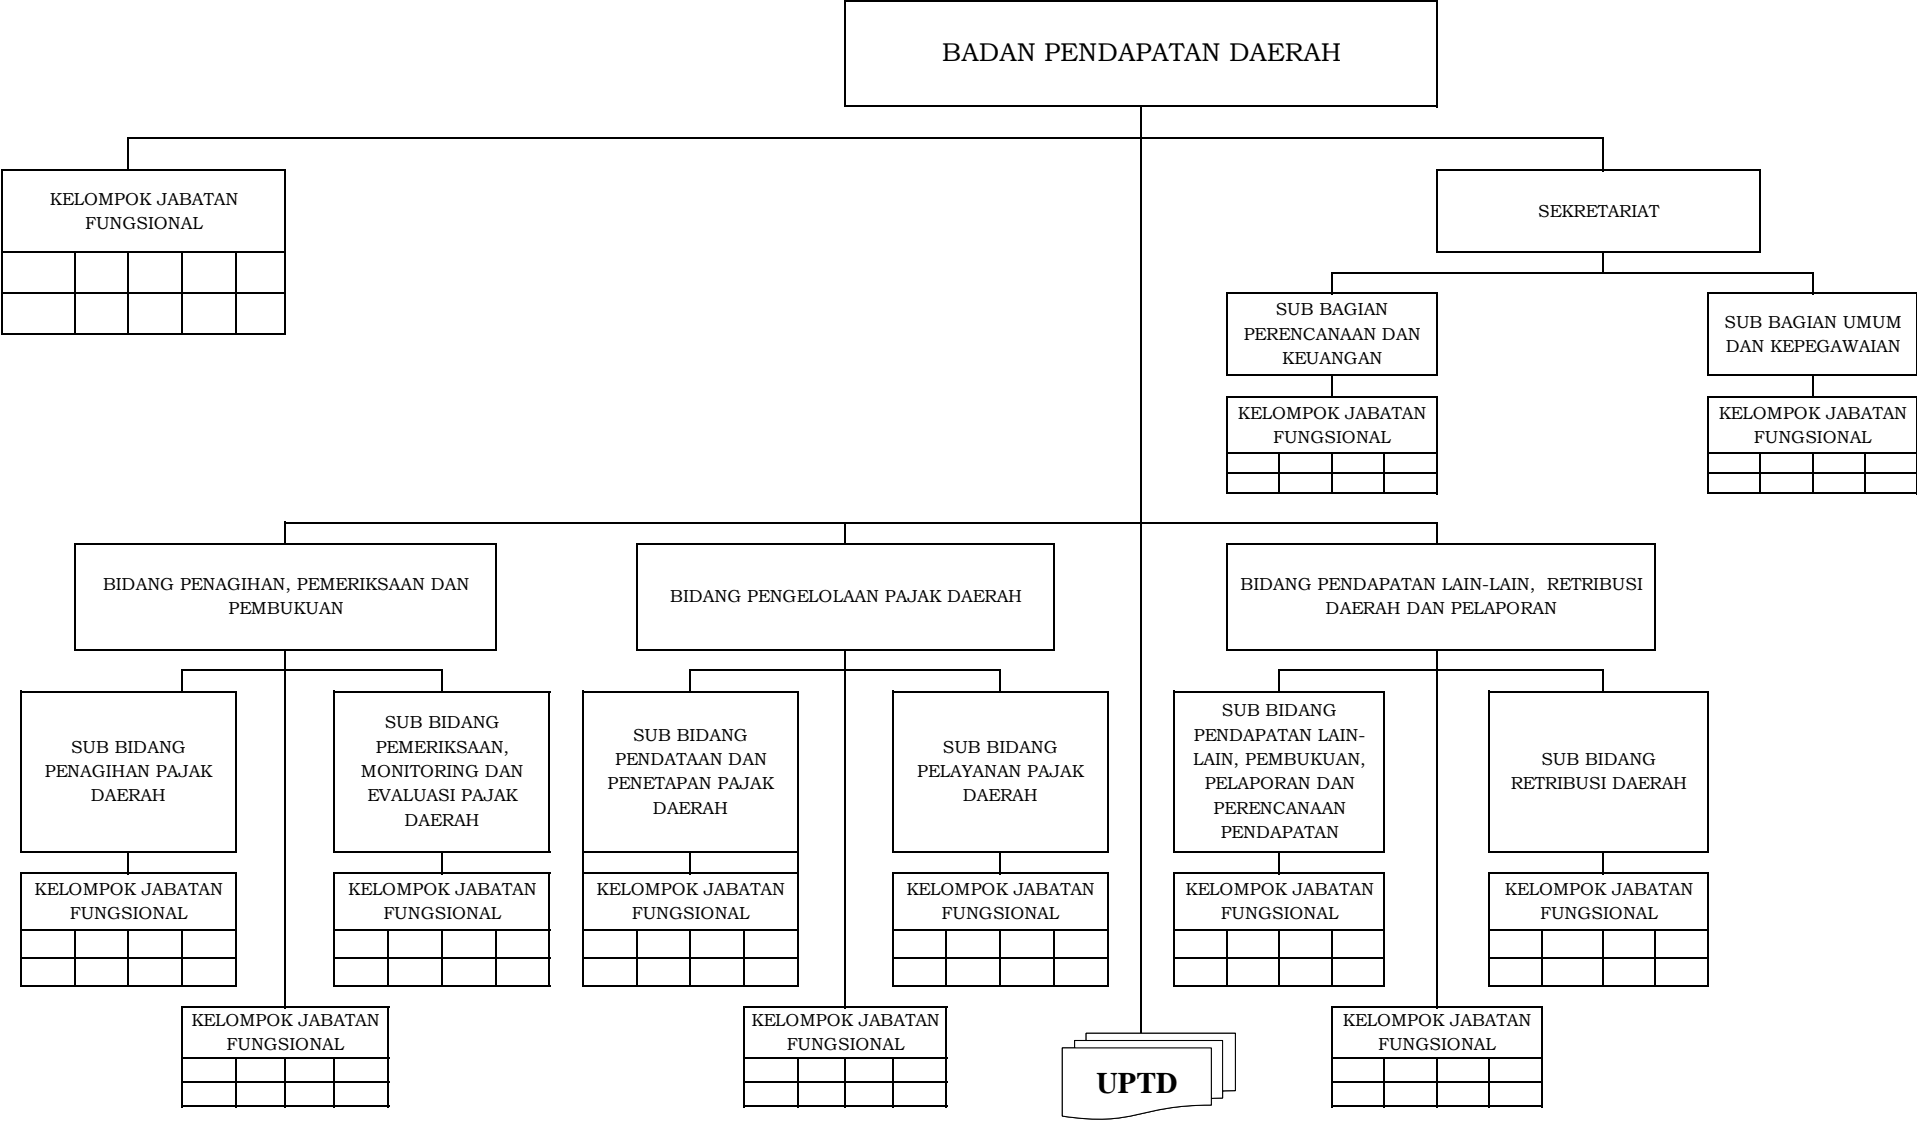 BADAN PENDAPATAN DAERAH
KELOMPOK JABATAN
FUNGSIONAL
SEKRETARIAT
SUB BAGIAN
PERENCANAAN DAN
KEUANGAN
SUB BAGIAN UMUM
DAN KEPEGAWAIAN
KELOMPOK JABATAN
FUNGSIONAL
KELOMPOK JABATAN
FUNGSIONAL
BIDANG PENAGIHAN, PEMERIKSAAN DAN
PEMBUKUAN
BIDANG PENGELOLAAN PAJAK DAERAH
BIDANG PENDAPATAN LAIN-LAIN, RETRIBUSI
DAERAH DAN PELAPORAN
SUB BIDANG
PENAGIHAN PAJAK
DAERAH
SUB BIDANG
PEMERIKSAAN,
MONITORING DAN
EVALUASI PAJAK
DAERAH
SUB BIDANG
PENDATAAN DAN
PENETAPAN PAJAK
DAERAH
SUB BIDANG
PELAYANAN PAJAK
DAERAH
SUB BIDANG
PENDAPATAN LAIN-
LAIN, PEMBUKUAN,
PELAPORAN DAN
PERENCANAAN
PENDAPATAN
SUB BIDANG
RETRIBUSI DAERAH
KELOMPOK JABATAN
FUNGSIONAL
KELOMPOK JABATAN
FUNGSIONAL
KELOMPOK JABATAN
FUNGSIONAL
KELOMPOK JABATAN
FUNGSIONAL
KELOMPOK JABATAN
FUNGSIONAL
KELOMPOK JABATAN
FUNGSIONAL
KELOMPOK JABATAN
FUNGSIONAL
KELOMPOK JABATAN
FUNGSIONAL
UPTD
KELOMPOK JABATAN
FUNGSIONAL